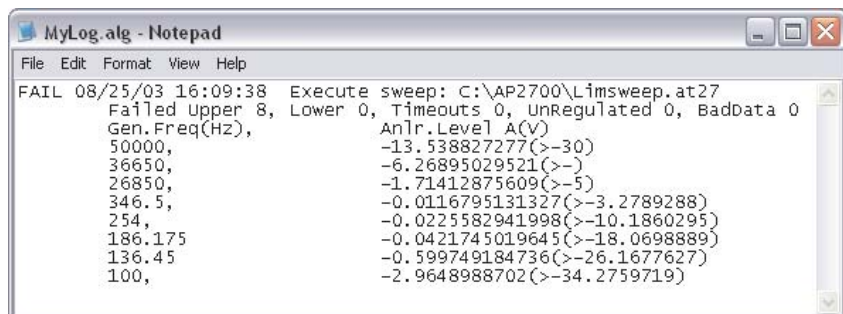 MyLog.alg - Notepad
File Edit Format View Help
FAIL 08/25/03 16:09:38 Execute sweep: C:\AP2700\Limsweep.at27
Failed Upper 8, Lower 0, Timeouts 0, UnRegulated 0, BadData 0
Gen.Freq(Hz), Anlr.Level A(V)
50000, -13.538827277(>-30)
36650, -6.26895029521(>-)
26850, -1.71412875609(>-5)
346.5, -0.0116795131327(>-3.2789288)
254, -0.0225582941998(>-10.1860295)
186.175 -0.0421745019645(>-18.0698889)
136.45 -0.599749184736(>-26.1677627)
100, -2.9648988702(>-34.2759719)